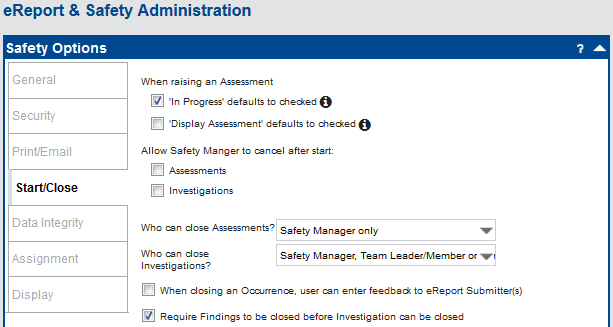 eReport & Safety Administration
Safety Options
?
General
Security
Print/Email
Start/Close
Data Integrity
Assignment
Display
When raising an Assessment
'In Progress' defaults to checked
'Display Assessment' defaults to checked
Allow Safety Manger to cancel after start:
Assessments
Investigations
Who can close Assessments?
Safety Manager only
Who can close
Investigations?
Safety Manager, Team Leader/Member or
When closing an Occurrence, user can enter feedback to eReport Submitter(s)
Require Findings to be closed before Investigation can be closed